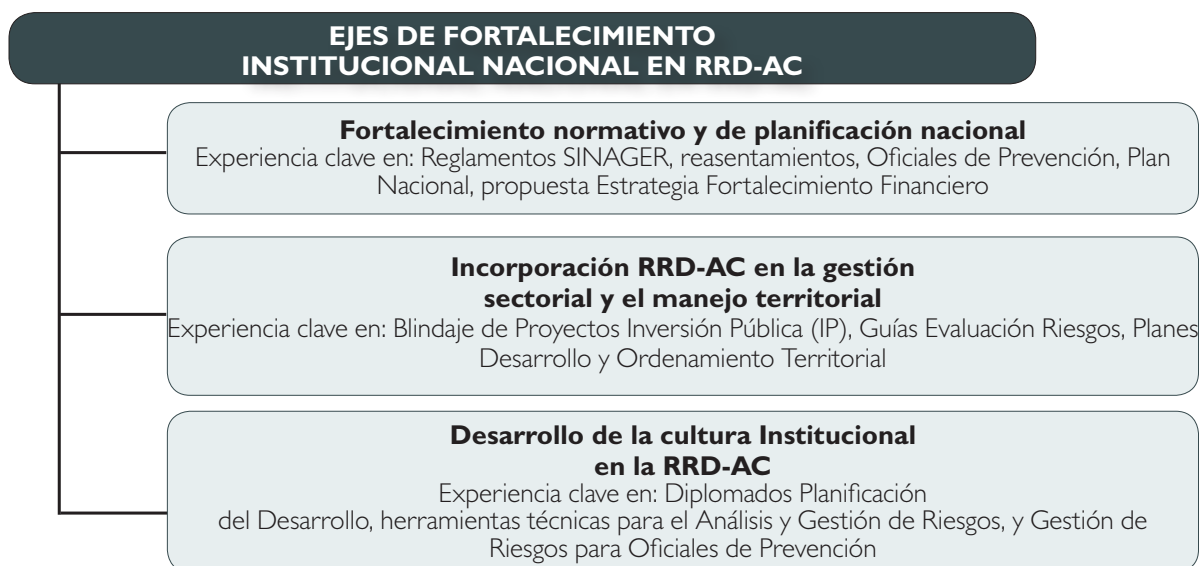 EJES DE FORTALECIMIENTO
INSTITUCIONAL NACIONAL EN RRD-AC
Fortalecimiento normativo y de planificación nacional
Experiencia clave en: Reglamentos SINAGER, reasentamientos, Oficiales de Prevención, Plan
Nacional, propuesta Estrategia Fortalecimiento Financiero
Incorporación RRD-AC en la gestión
sectorial y el manejo territorial
Experiencia clave en: Blindaje de Proyectos Inversión Pública (IP), Guías Evaluación Riesgos, Planes
Desarrollo y Ordenamiento Territorial
Desarrollo de la cultura Institucional
en la RRD-AC
Experiencia clave en: Diplomados Planificación
del Desarrollo, herramientas técnicas para el Análisis y Gestión de Riesgos, y Gestión de
Riesgos para Oficiales de Prevención